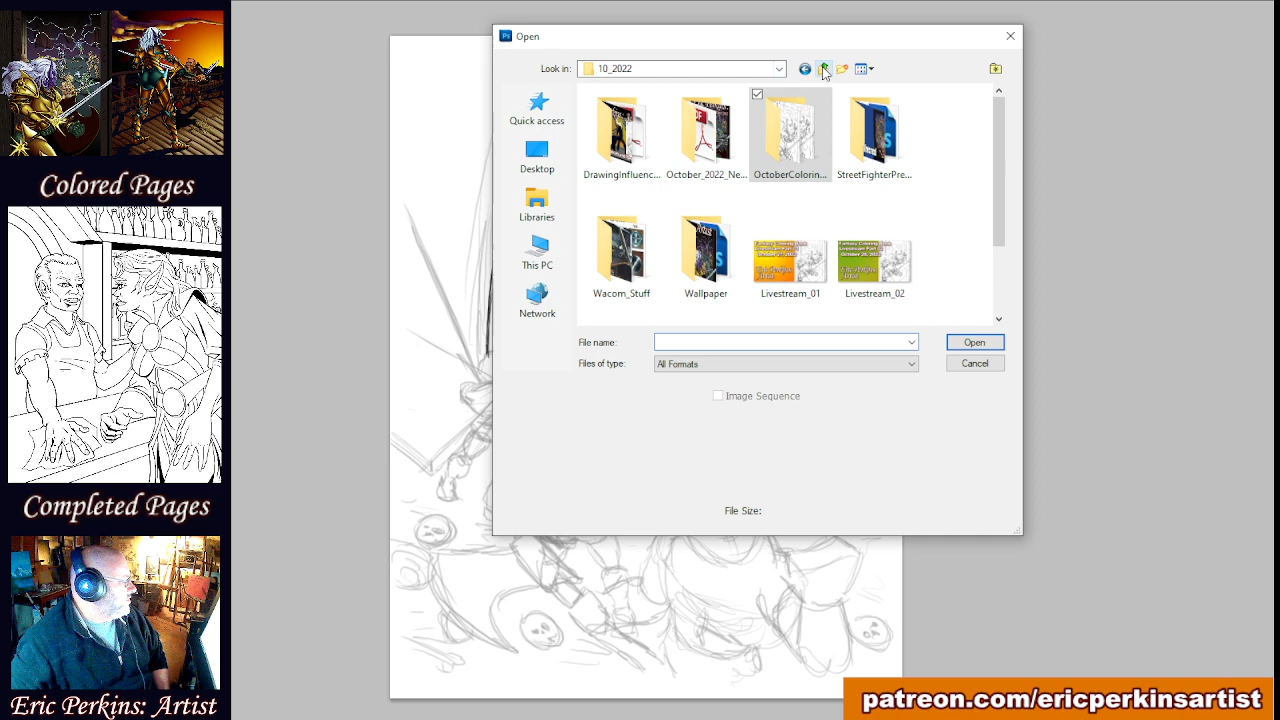 Colored Pages
Completed Pages
Eric Perkins: Artist
Ps Open
Look in:
10_2022
Quick access
Desktop
Libraries
This PC
Network
DrawingInfluenc...
October_2022_Ne...
OctoberColorin...
StreetFighterPre...
Wacom_Stuff
Wallpaper
Livestream_01
Livestream_02
File name:
Open
Files of type:
All Formats
Cancel
Image Sequence
File Size:
patreon.com/ericperkinsartist